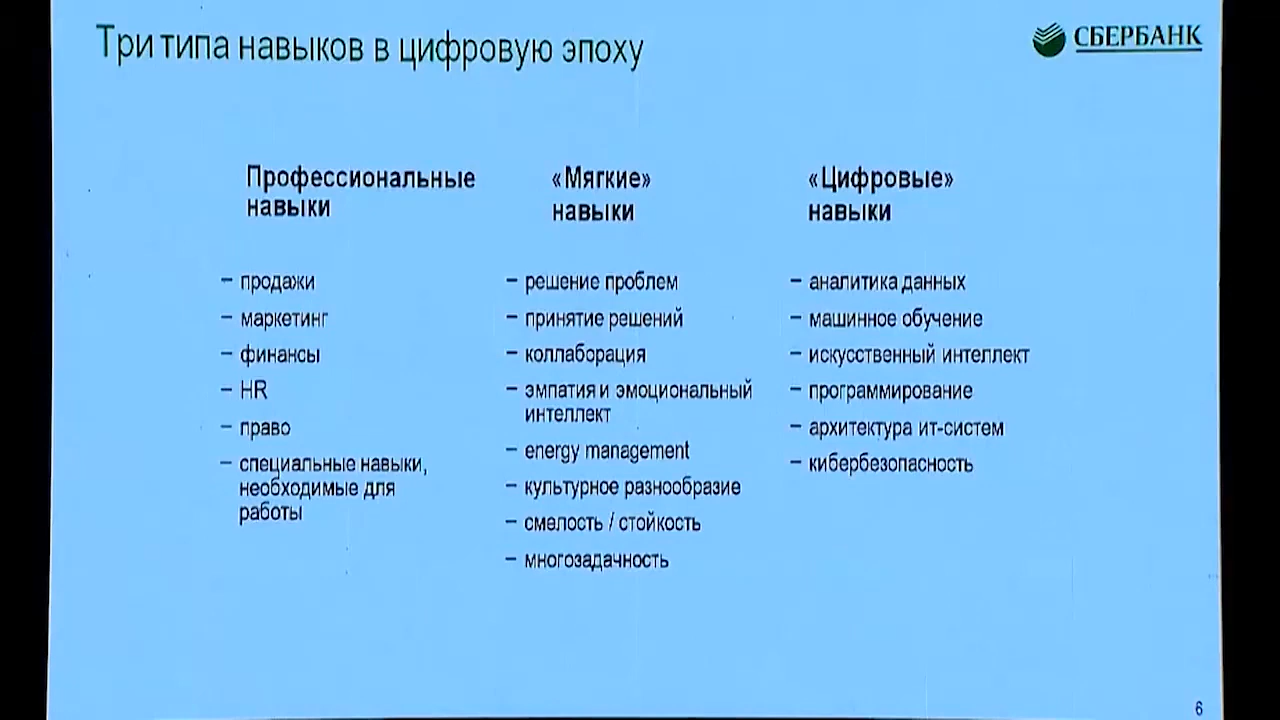 Три типа навыков в цифровую эпоху
СБЕРБАНК
Профессиональные
навыки
– продажи
– маркетинг
– финансы
– HR
– право
– специальные навыки,
необходимые для
работы
«Мягкие»
навыки
– решение проблем
– принятие решений
– коллаборация
– эмпатия и эмоциональный
интеллект
– energy management
– культурное разнообразие
– смелость / стойкость
– многозадачность
«Цифровые»
навыки
– аналитика данных
– машинное обучение
– искусственный интеллект
– программирование
– архитектура ит-систем
– кибербезопасность
6